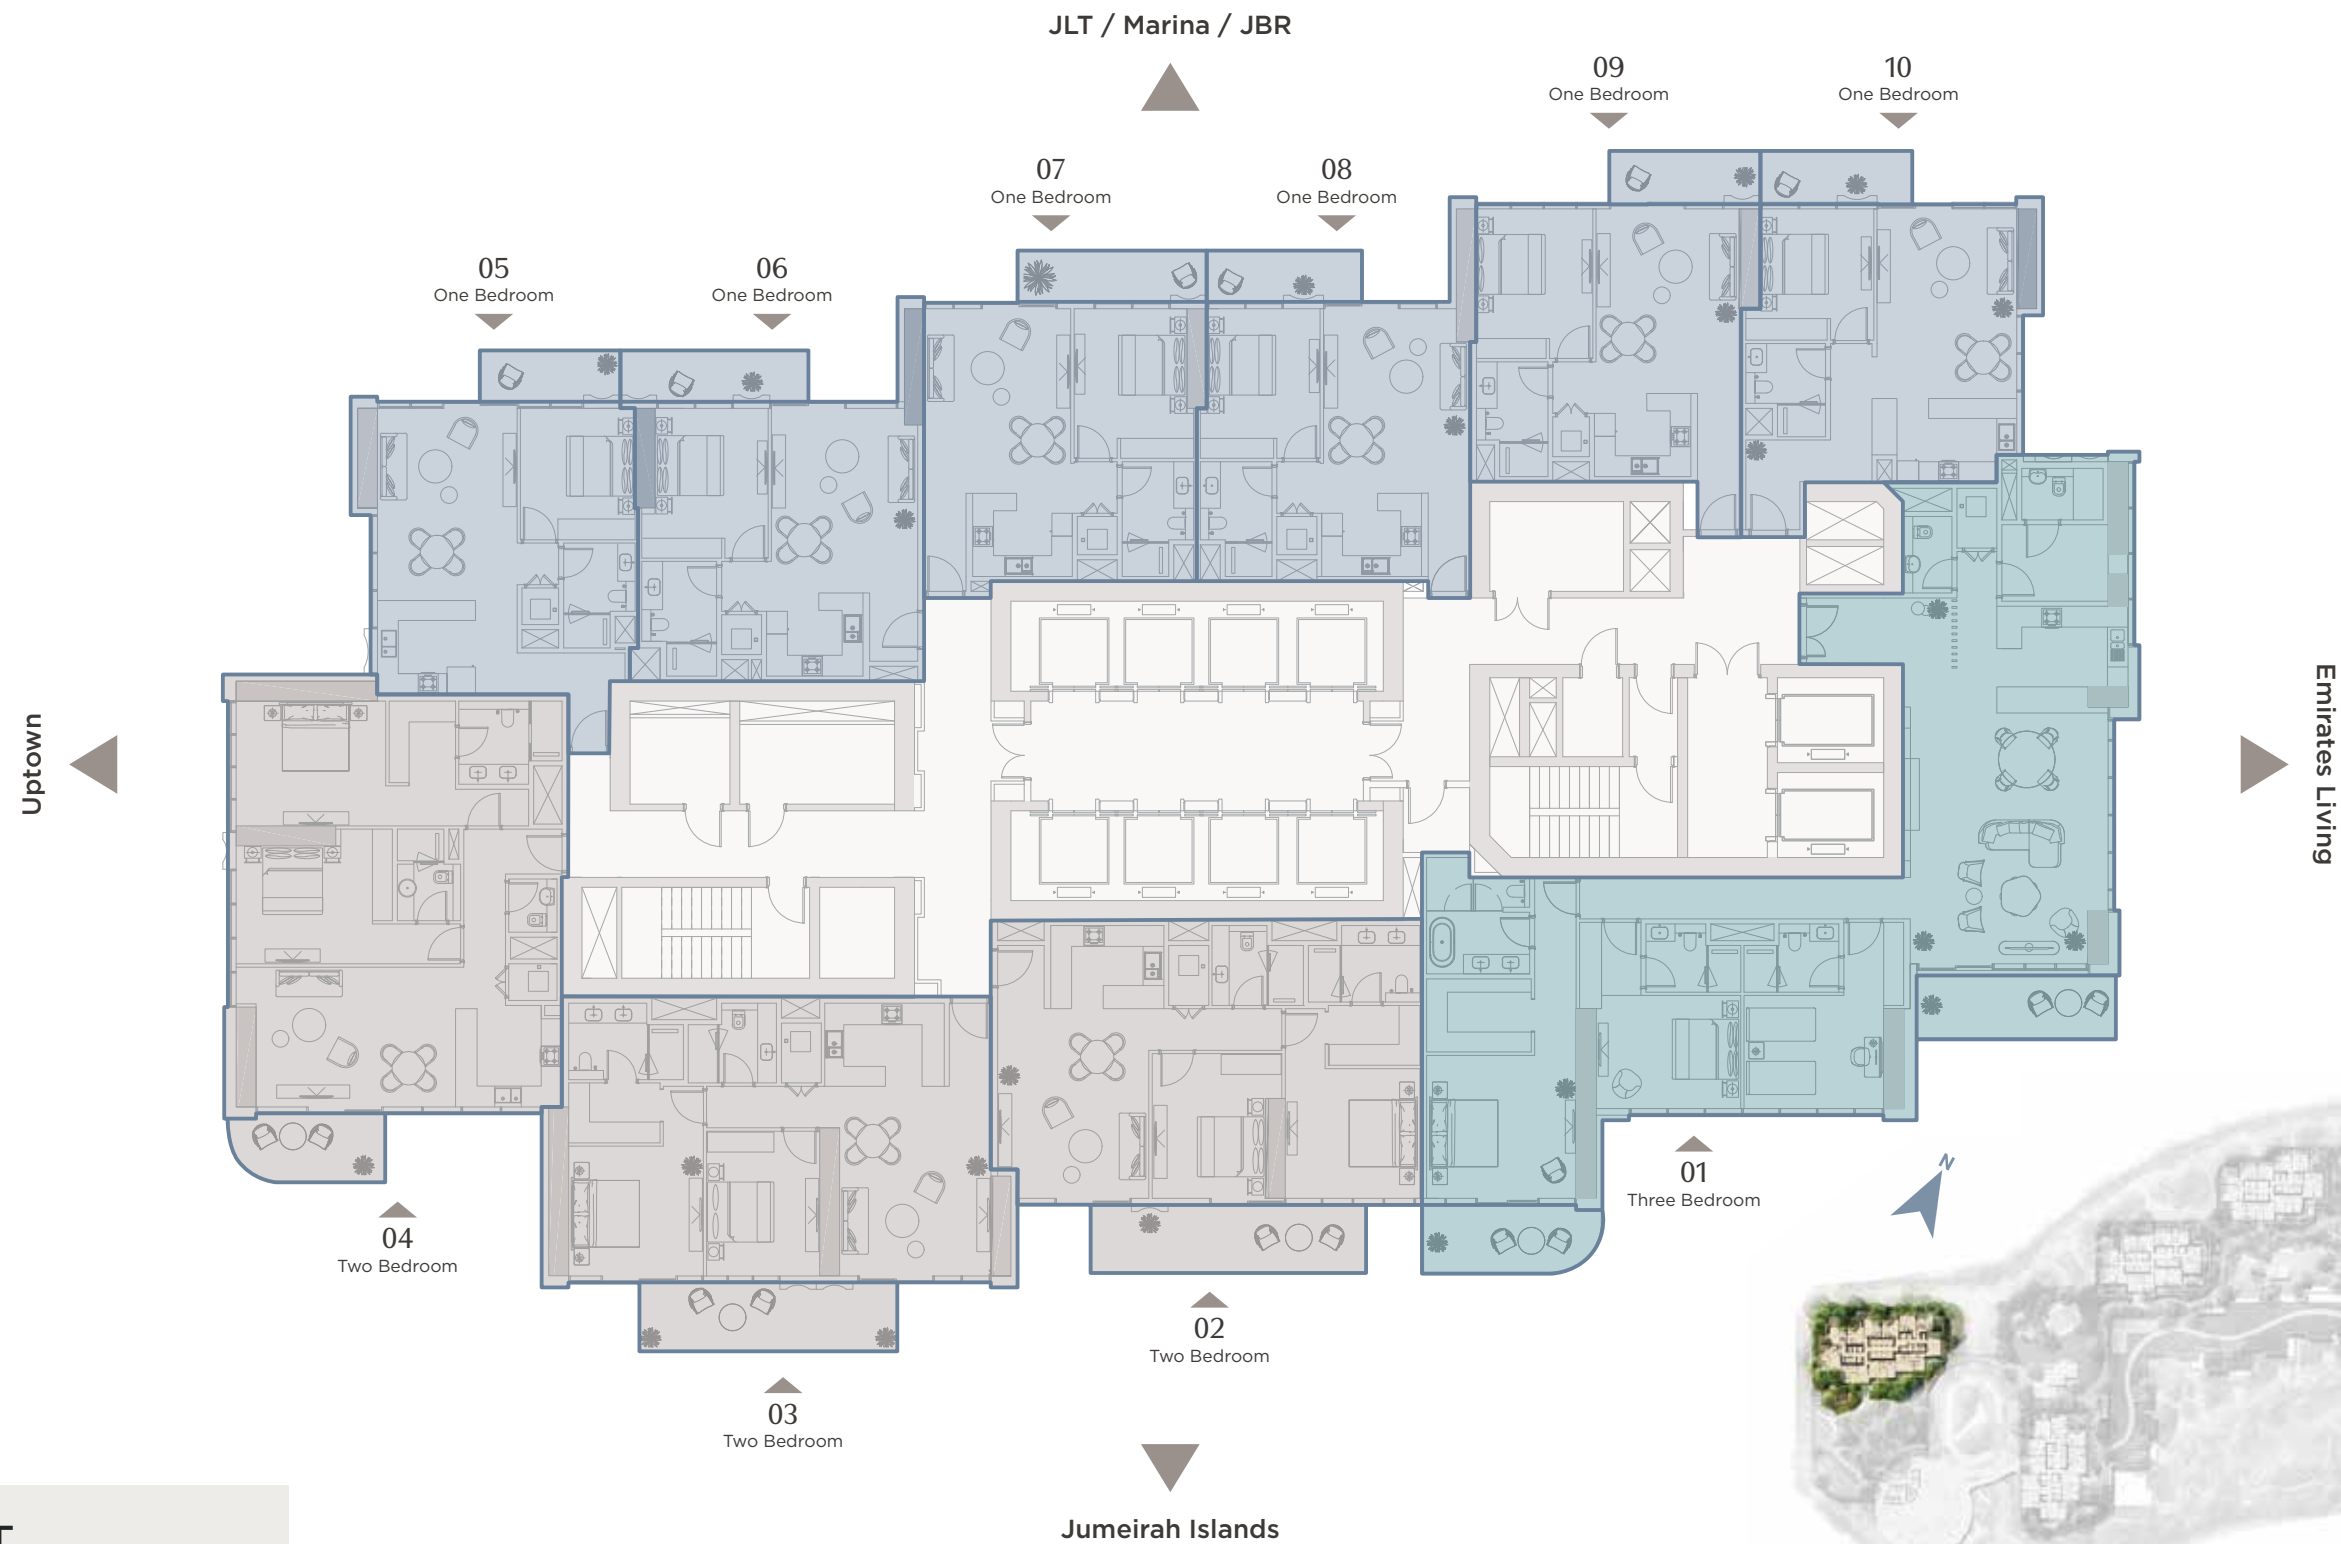 JLT / Marina / JBR
09
One Bedroom
10
One Bedroom
07
One Bedroom
08
One Bedroom
05
One Bedroom
06
One Bedroom
Uptown
Emirates Living
01
Three Bedroom
N
04
Two Bedroom
02
Two Bedroom
03
Two Bedroom
Jumeirah Islands